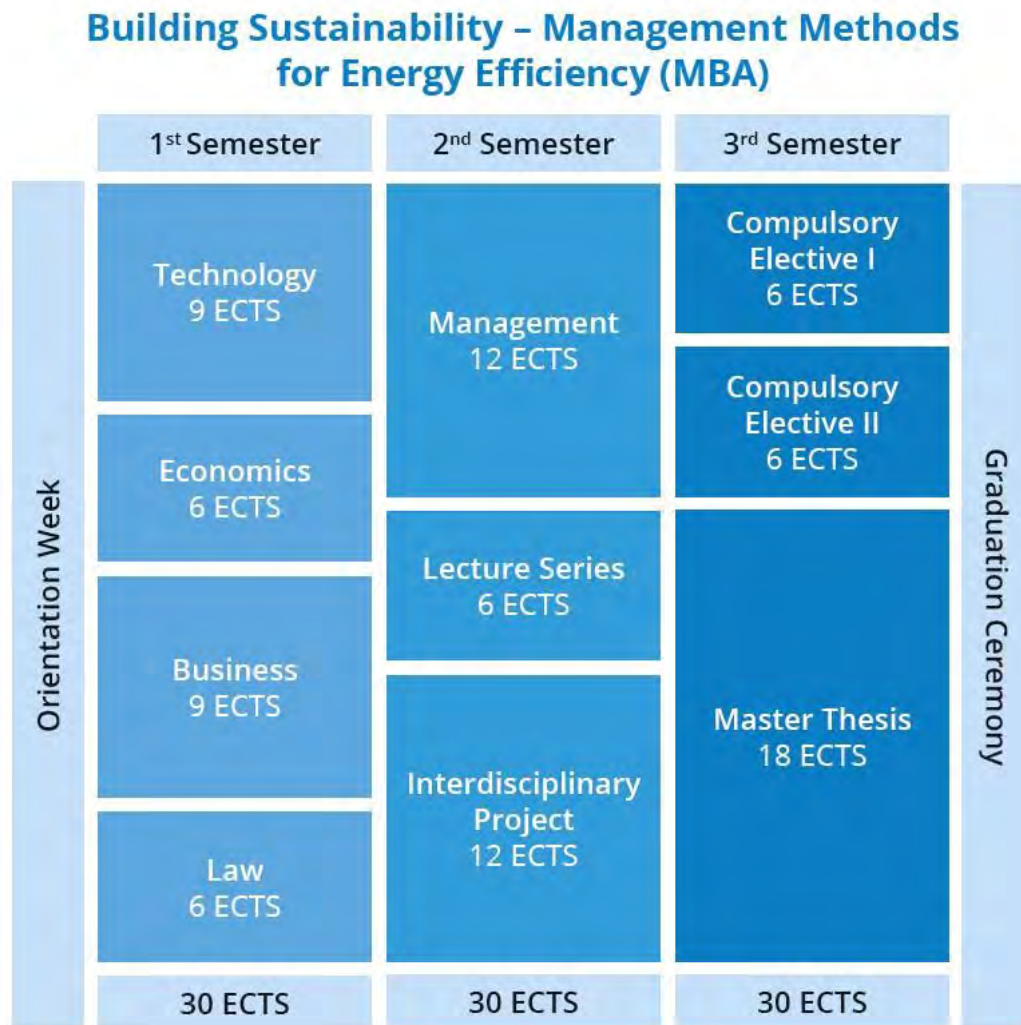 Building Sustainability – Management Methods
for Energy Efficiency (MBA)
1st Semester
2nd Semester
3rd Semester
Orientation Week
Technology
9 ECTS
Economics
6 ECTS
Business
9 ECTS
Law
6 ECTS
Management
12 ECTS
Lecture Series
6 ECTS
Interdisciplinary
Project
12 ECTS
Compulsory
Elective I
6 ECTS
Compulsory
Elective II
6 ECTS
Master Thesis
18 ECTS
Graduation Ceremony
30 ECTS
30 ECTS
30 ECTS